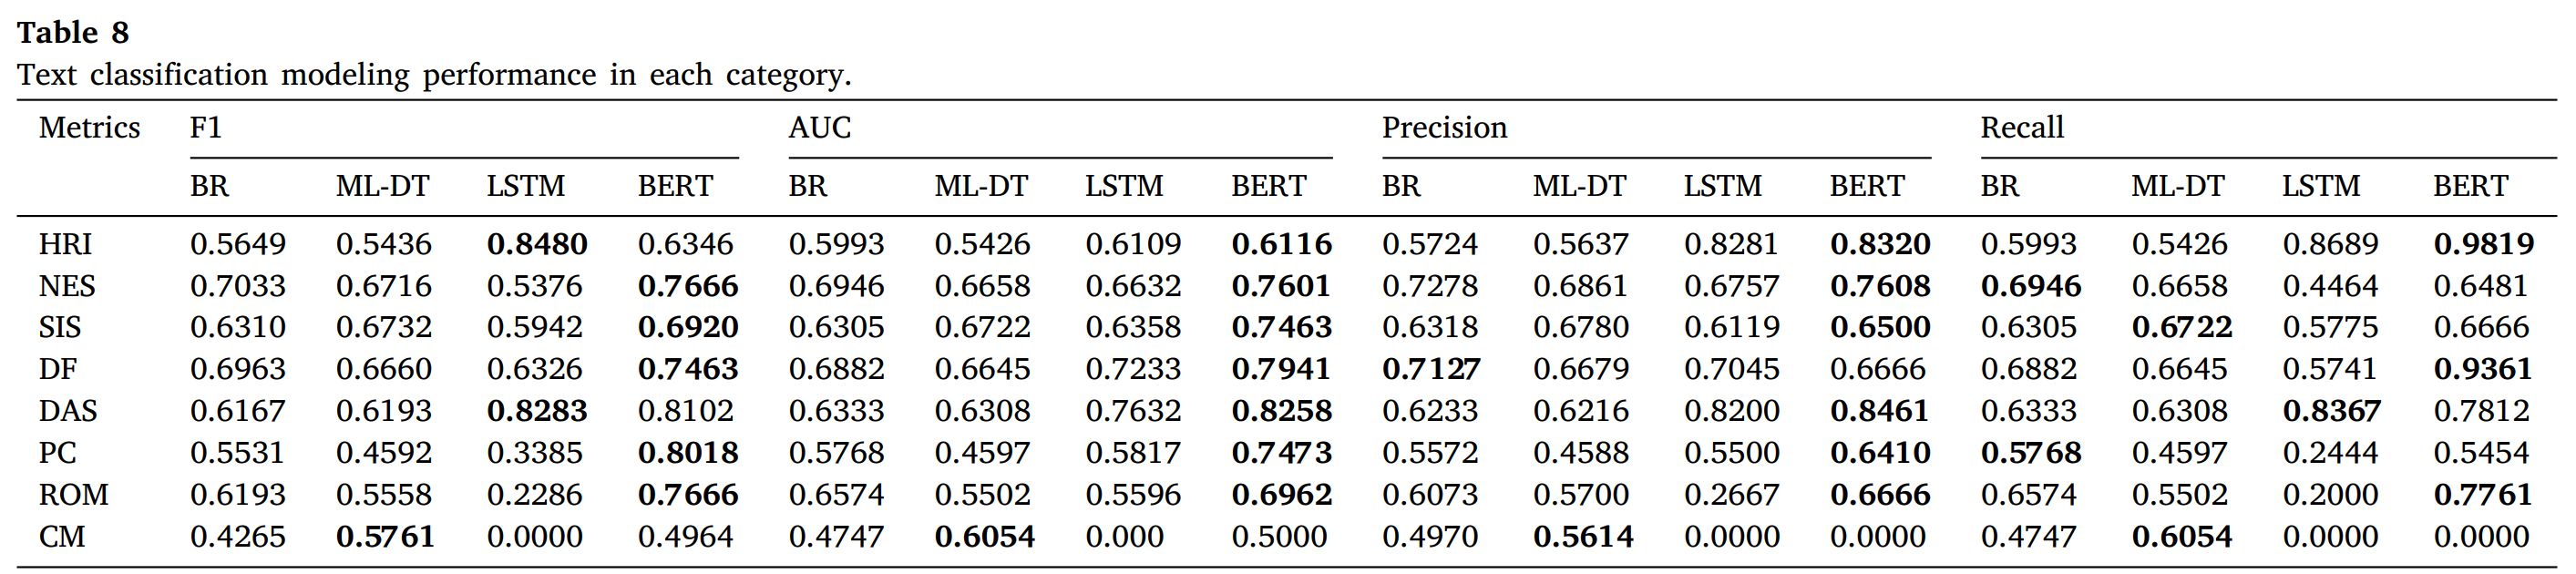 Table 8
Text classification modeling performance in each category.
Metrics F1 AUC Precision Recall
BR ML-DT LSTM BERT BR ML-DT LSTM BERT BR ML-DT LSTM BERT BR ML-DT LSTM BERT
HRI 0.5649 0.5436 0.8480 0.6346 0.5993 0.5426 0.6109 0.6116 0.5724 0.5637 0.8281 0.8320 0.5993 0.5426 0.8689 0.9819
NES 0.7033 0.6716 0.5376 0.7666 0.6946 0.6658 0.6632 0.7601 0.7278 0.6861 0.6757 0.7608 0.6946 0.6658 0.4464 0.6481
SIS 0.6310 0.6732 0.5942 0.6920 0.6305 0.6722 0.6358 0.7463 0.6318 0.6780 0.6119 0.6500 0.6305 0.6722 0.5775 0.6666
DF 0.6963 0.6660 0.6326 0.7463 0.6882 0.6645 0.7233 0.7941 0.7127 0.6679 0.7045 0.6666 0.6882 0.6645 0.5741 0.9361
DAS 0.6167 0.6193 0.8283 0.8102 0.6333 0.6308 0.7632 0.8258 0.6233 0.6216 0.8200 0.8461 0.6333 0.6308 0.8367 0.7812
PC 0.5531 0.4592 0.3385 0.8018 0.5768 0.4597 0.5817 0.7473 0.5572 0.4588 0.5500 0.6410 0.5768 0.4597 0.2444 0.5454
ROM 0.6193 0.5558 0.2286 0.7666 0.6574 0.5502 0.5596 0.6962 0.6073 0.5700 0.2667 0.6666 0.6574 0.5502 0.2000 0.7761
CM 0.4265 0.5761 0.0000 0.4964 0.4747 0.6054 0.000 0.5000 0.4970 0.5614 0.0000 0.0000 0.4747 0.6054 0.0000 0.0000